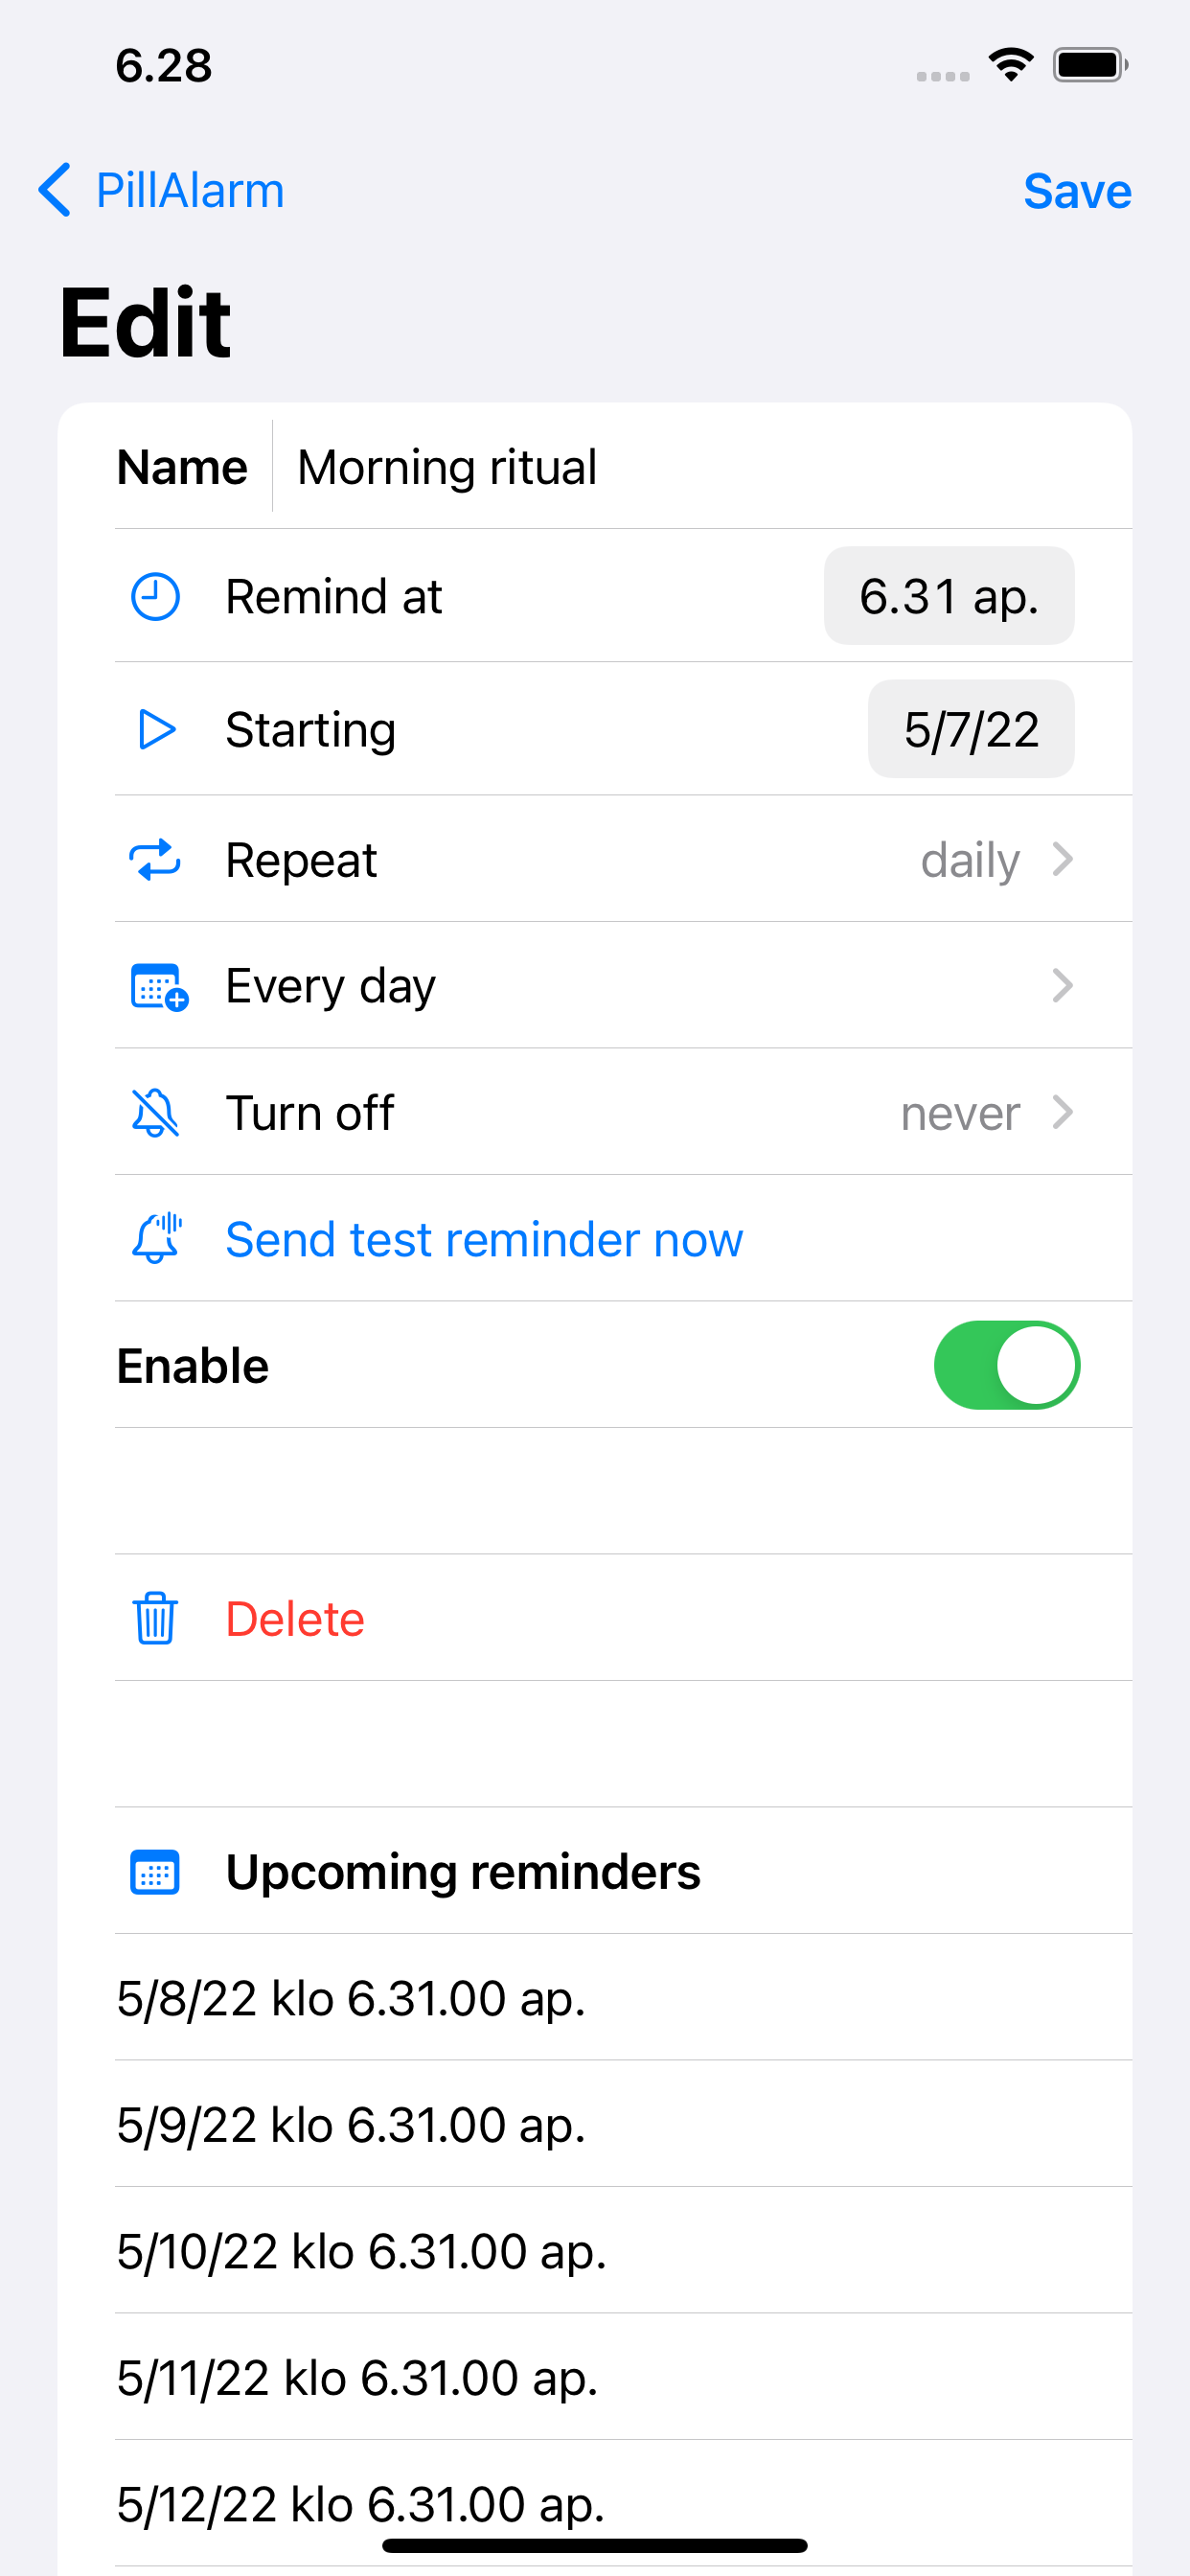 6.28
PillAlarm
Save
Edit
Name
Morning ritual
Remind at
6.31 ap.
Starting
5/7/22
Repeat
daily
Every day
Turn off
never
Send test reminder now
Enable
Delete
Upcoming reminders
5/8/22 klo 6.31.00 ap.
5/9/22 klo 6.31.00 ap.
5/10/22 klo 6.31.00 ap.
5/11/22 klo 6.31.00 ap.
5/12/22 klo 6.31.00 ap.